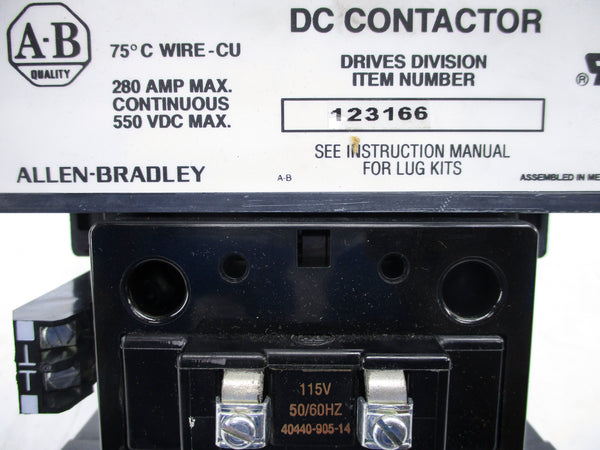 A-B
QUALITY
75° C WIRE-CU
280 AMP MAX.
CONTINUOUS
550 VDC MAX.
ALLEN-BRADLEY
A-B
DC CONTACTOR
DRIVES DIVISION
ITEM NUMBER
123166
SEE INSTRUCTION MANUAL
FOR LUG KITS
®
ASSEMBLED IN ME
115V
50/60HZ
40440-905-14